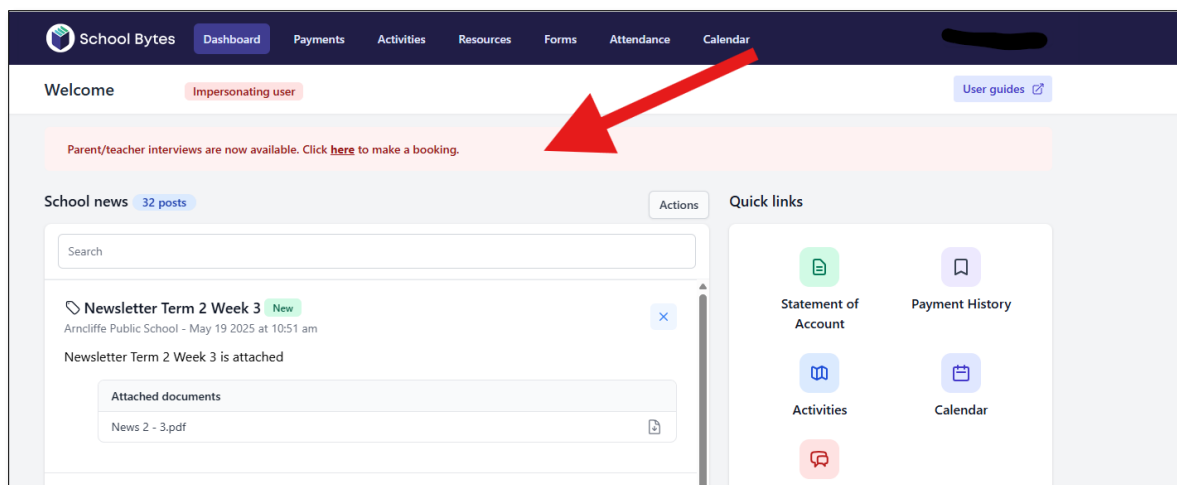 School Bytes Dashboard Payments Activities Resources Forms Attendance Calendar
Welcome Impersonating user User guides
Parent/teacher interviews are now available. Click here to make a booking.
School news 32 posts Actions
Search
Newsletter Term 2 Week 3 New
Arncliffe Public School - May 19 2025 at 10:51 am
Newsletter Term 2 Week 3 is attached
Attached documents
News 2 - 3.pdf
Quick links
Statement of
Account
Payment History
Activities
Calendar